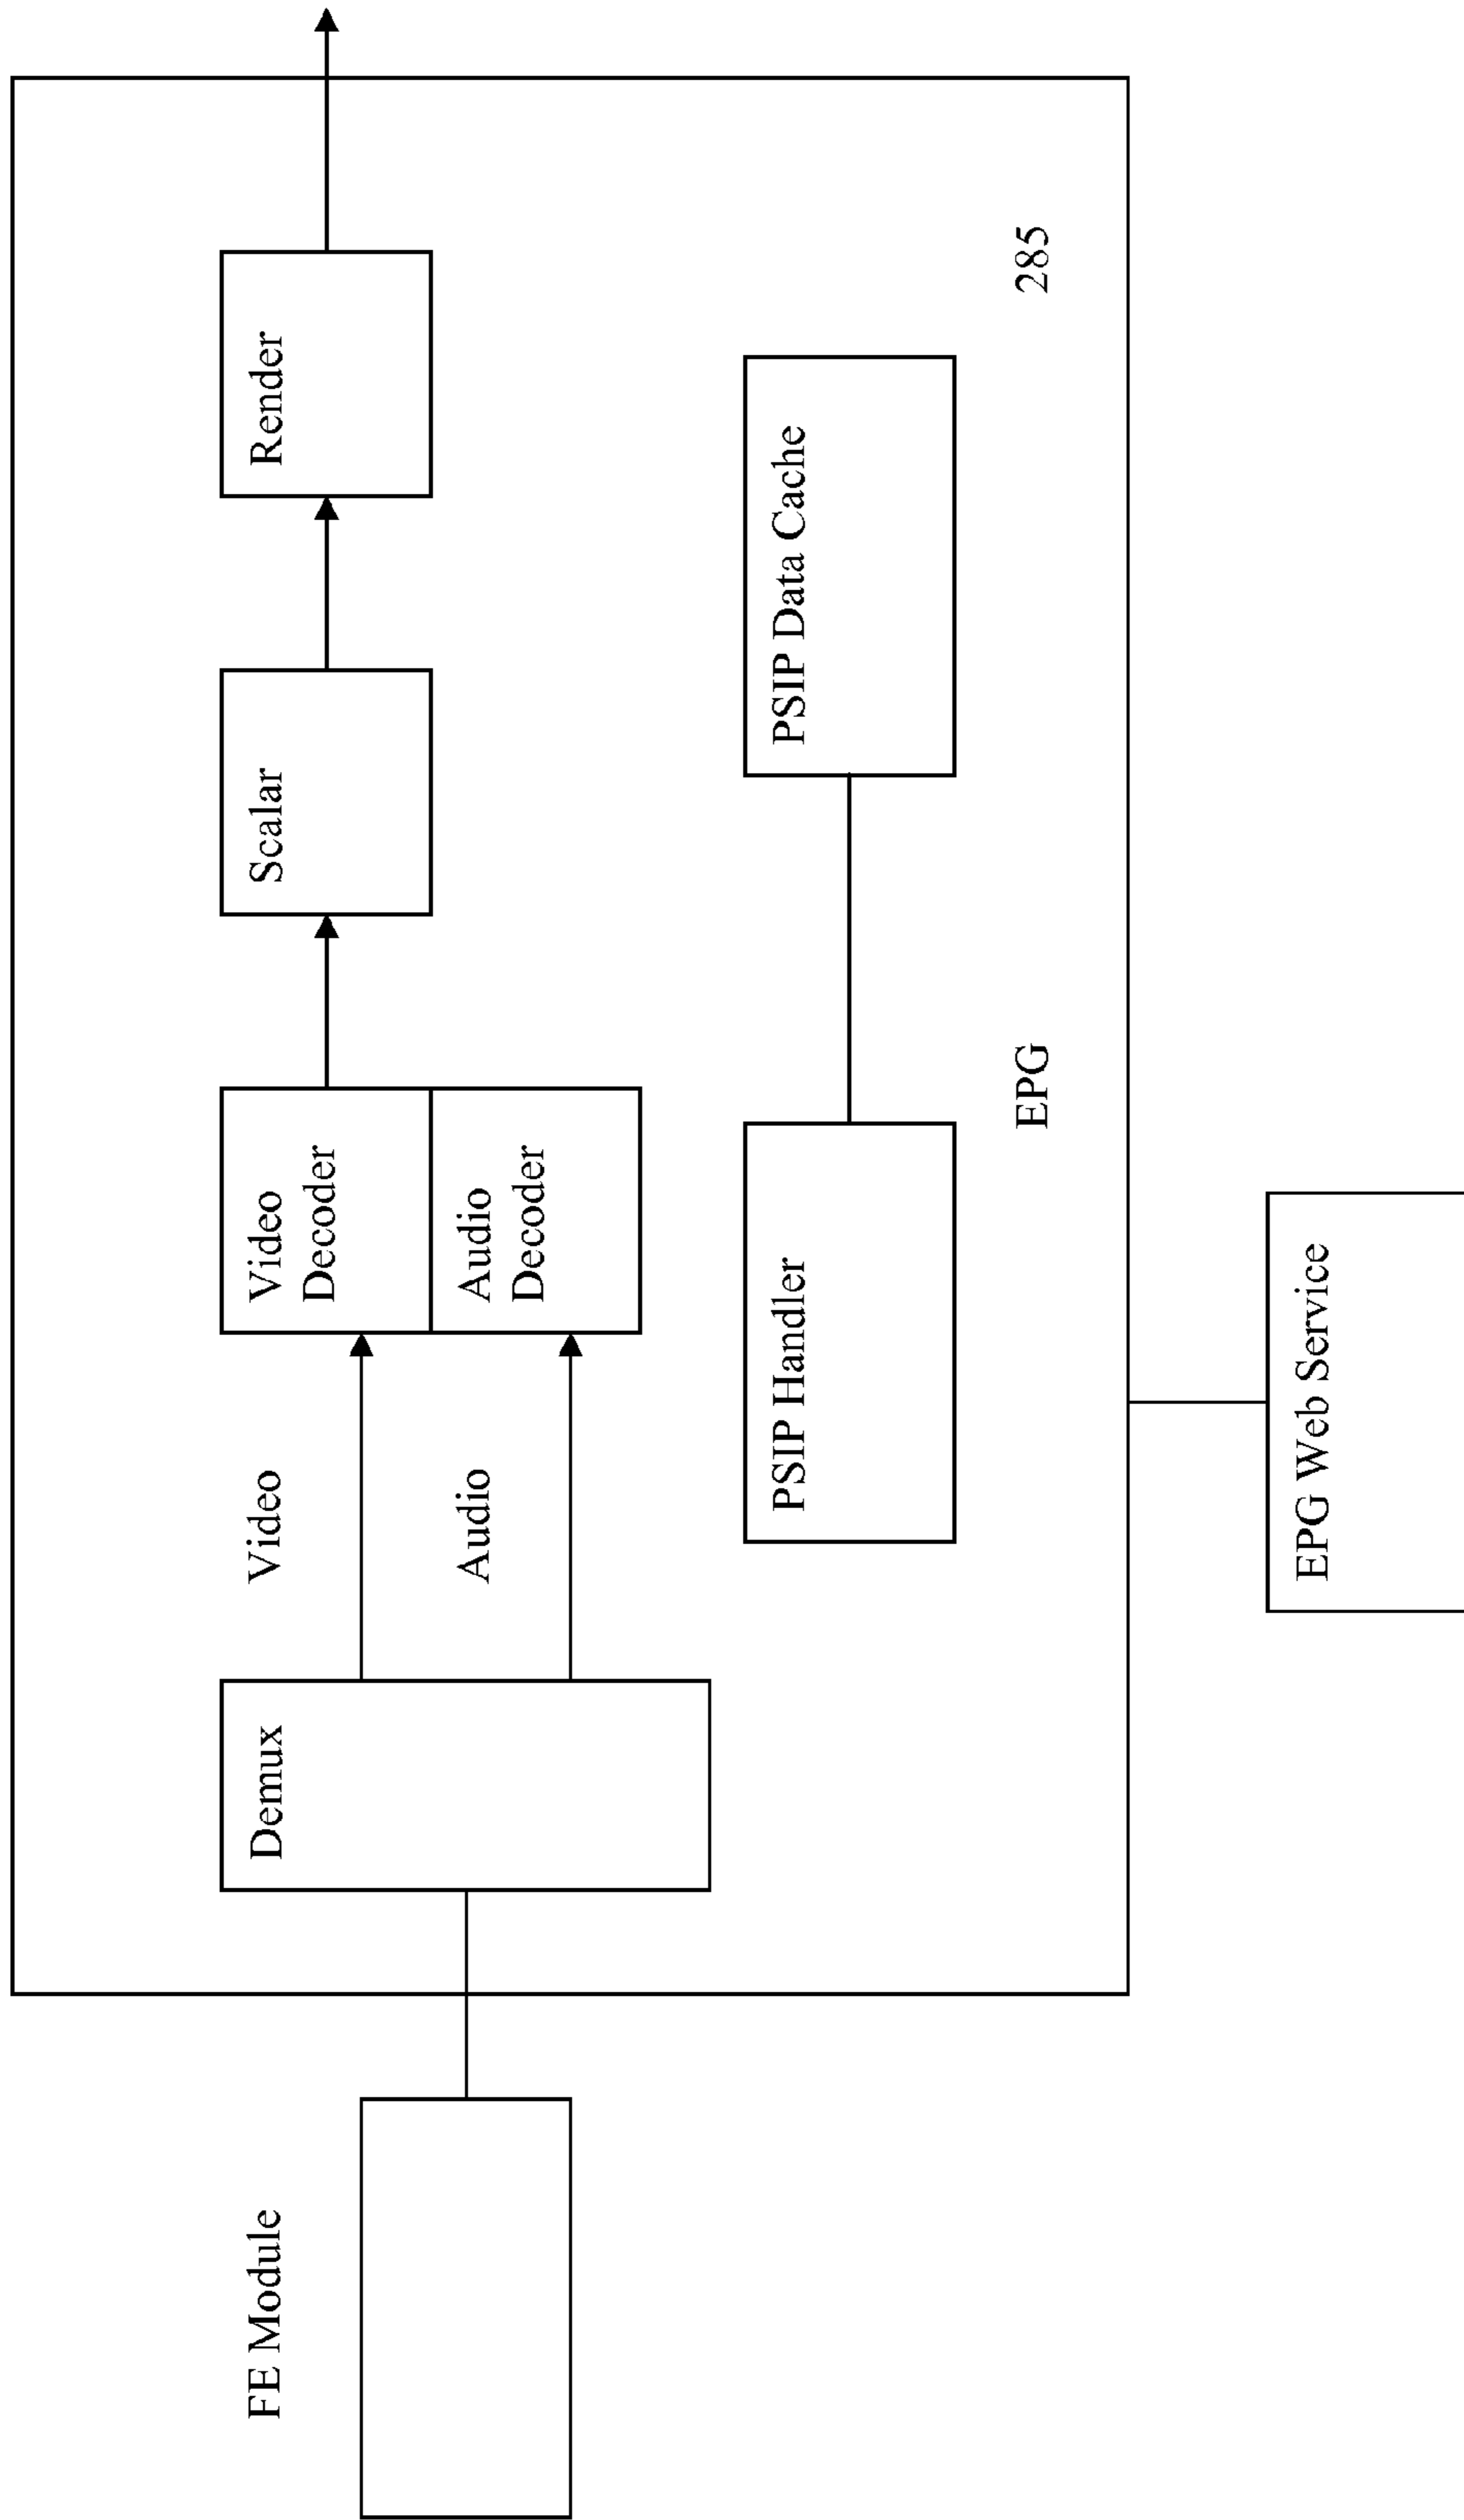 FE Module
Demux
Video
Audio
Video
Decoder
Audio
Decoder
Scalar
Render
PSIP Handler
PSIP Data Cache
EPG
285
EPG Web Service